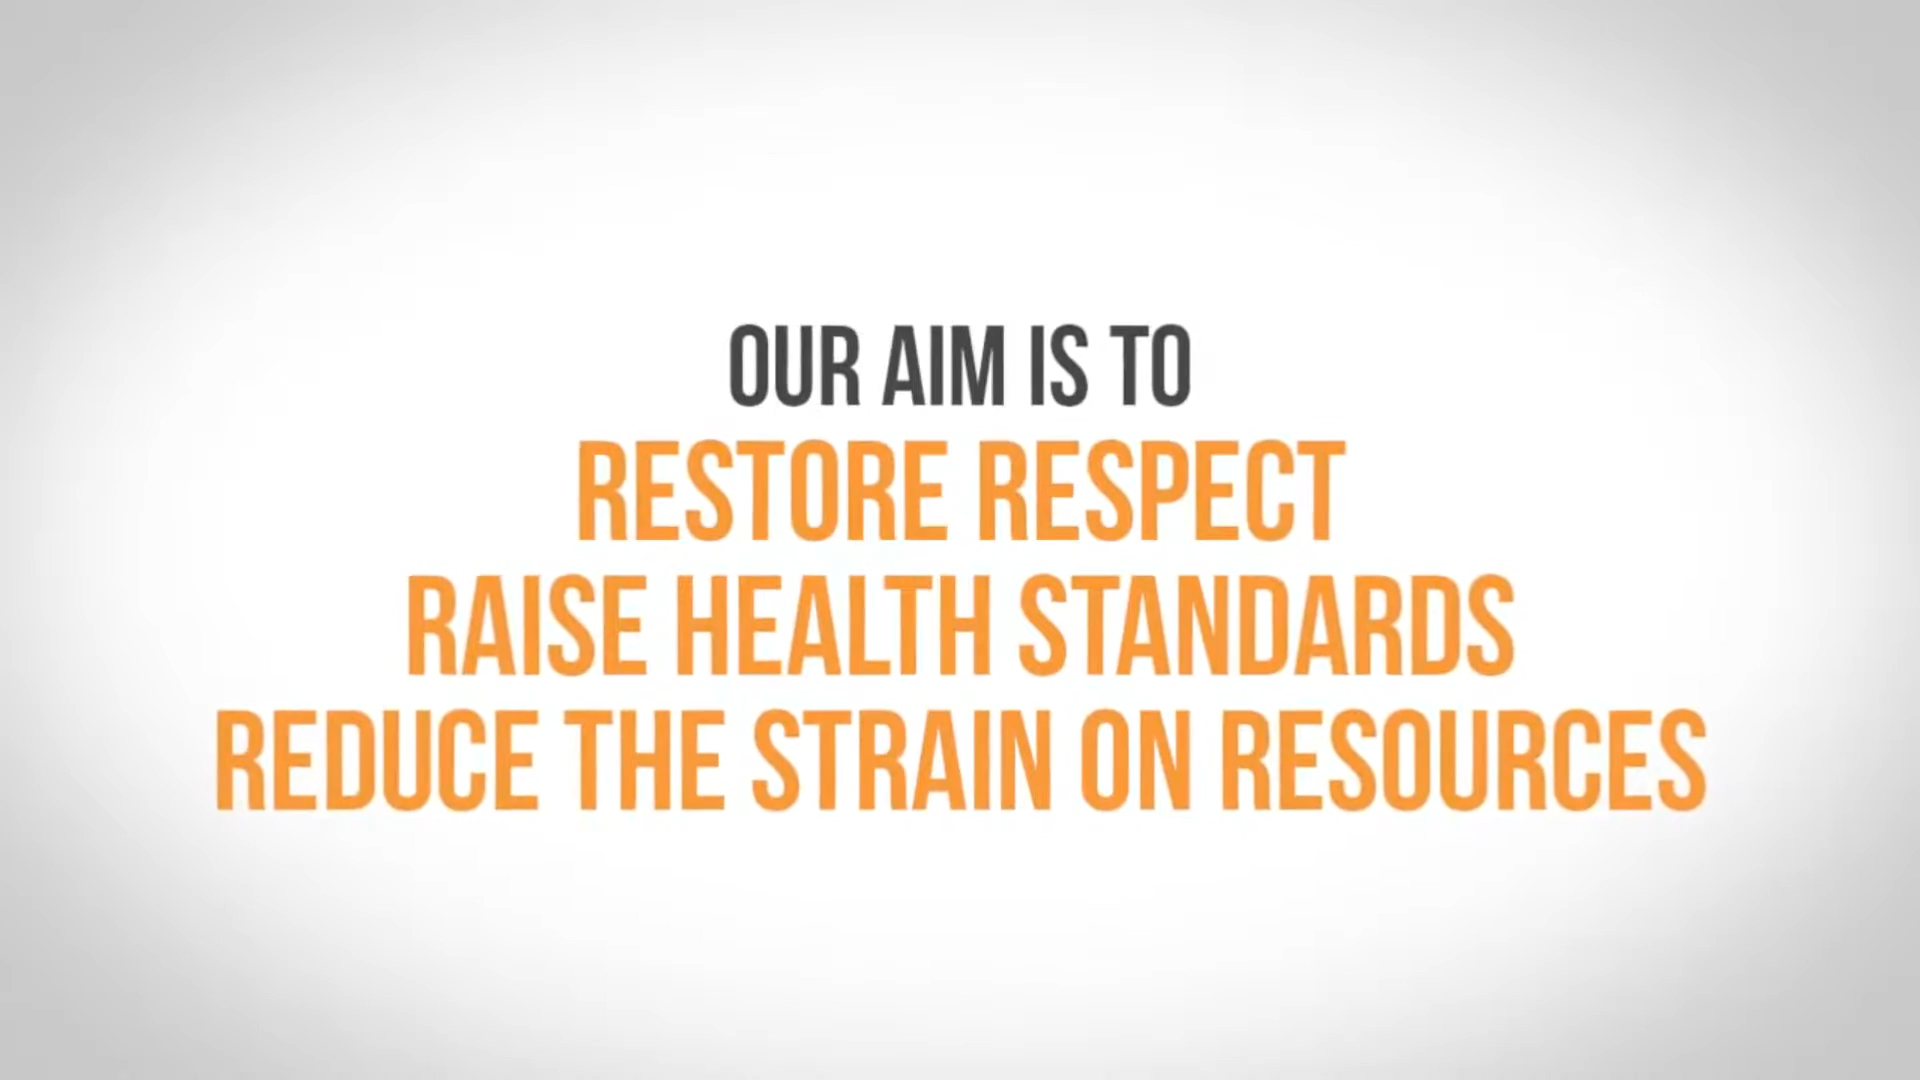 OUR AIM IS TO
RESTORE RESPECT
RAISE HEALTH STANDARDS
REDUCE THE STRAIN ON RESOURCES